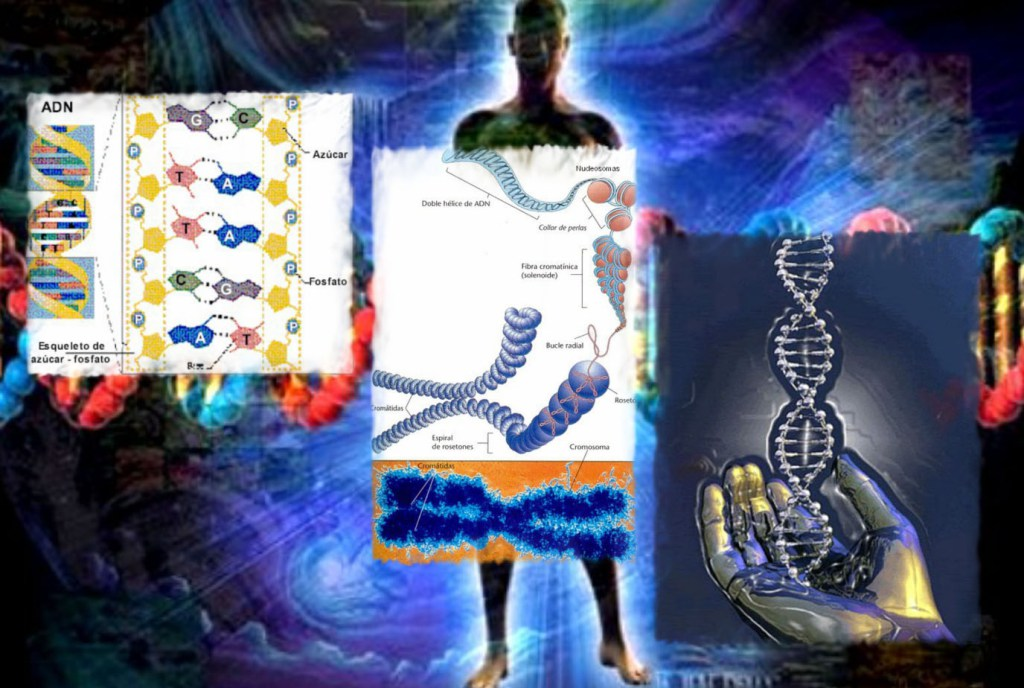 ADN
P
G C
P
Azúcar
P
P
T A
T A
P
P
P
C G
Fosfato
P
P
A T
Esqueleto de
azúcar - fosfato
Nucleosomas
Doble hélice de ADN
Collar de perlas
Fibra cromatínica
(solenoide)
Bucle radial
Cromátidas
Espiral
de rosetones
Cromosoma
Cromátidas